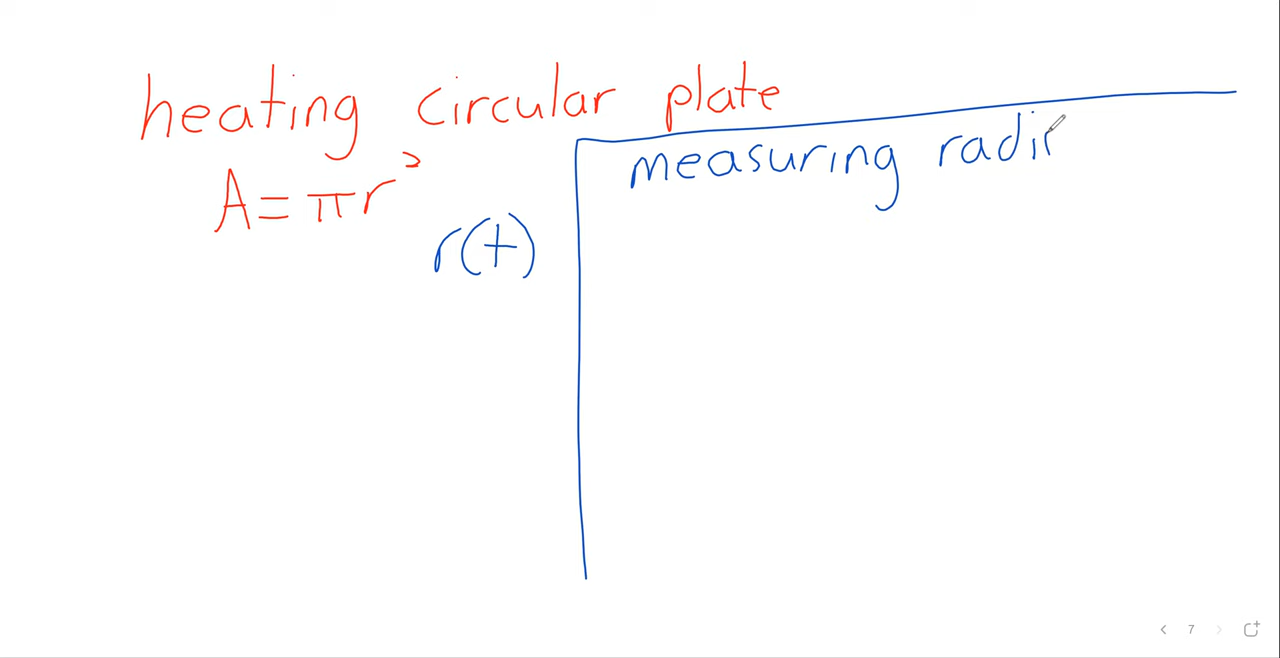 heating circular plate
A = πr²
r(t)
measuring radi
7